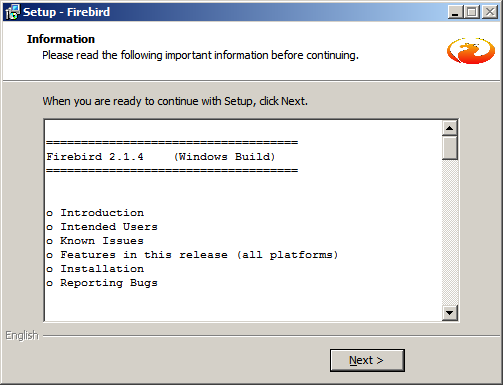 Setup - Firebird
Information
Please read the following important information before continuing.
When you are ready to continue with Setup, click Next.
====================================
Firebird 2.1.4    (Windows Build)
====================================
o Introduction
o Intended Users
o Known Issues
o Features in this release (all platforms)
o Installation
o Reporting Bugs
English
Next >